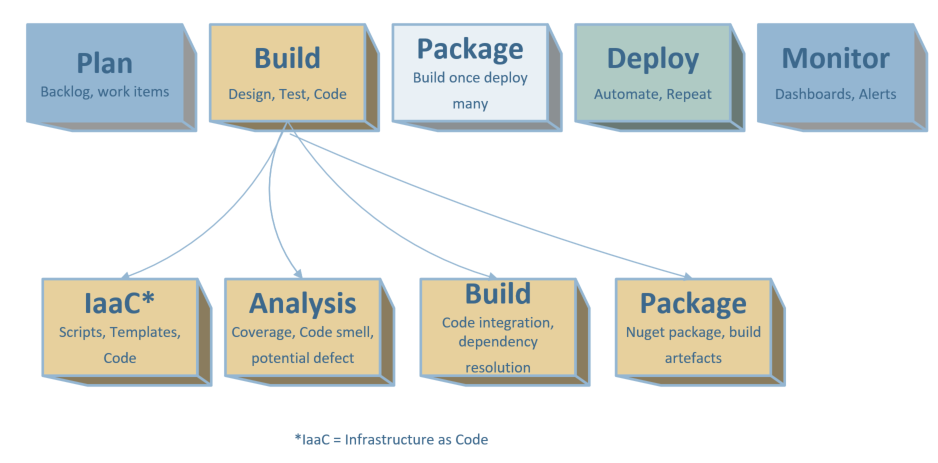 Plan
Backlog, work items
Build
Design, Test, Code
Package
Build once deploy
many
Deploy
Automate, Repeat
Monitor
Dashboards, Alerts
IaaC*
Scripts, Templates,
Code
Analysis
Coverage, Code smell,
potential defect
Build
Code integration,
dependency
resolution
Package
Nuget package, build
artefacts
*IaaC = Infrastructure as Code